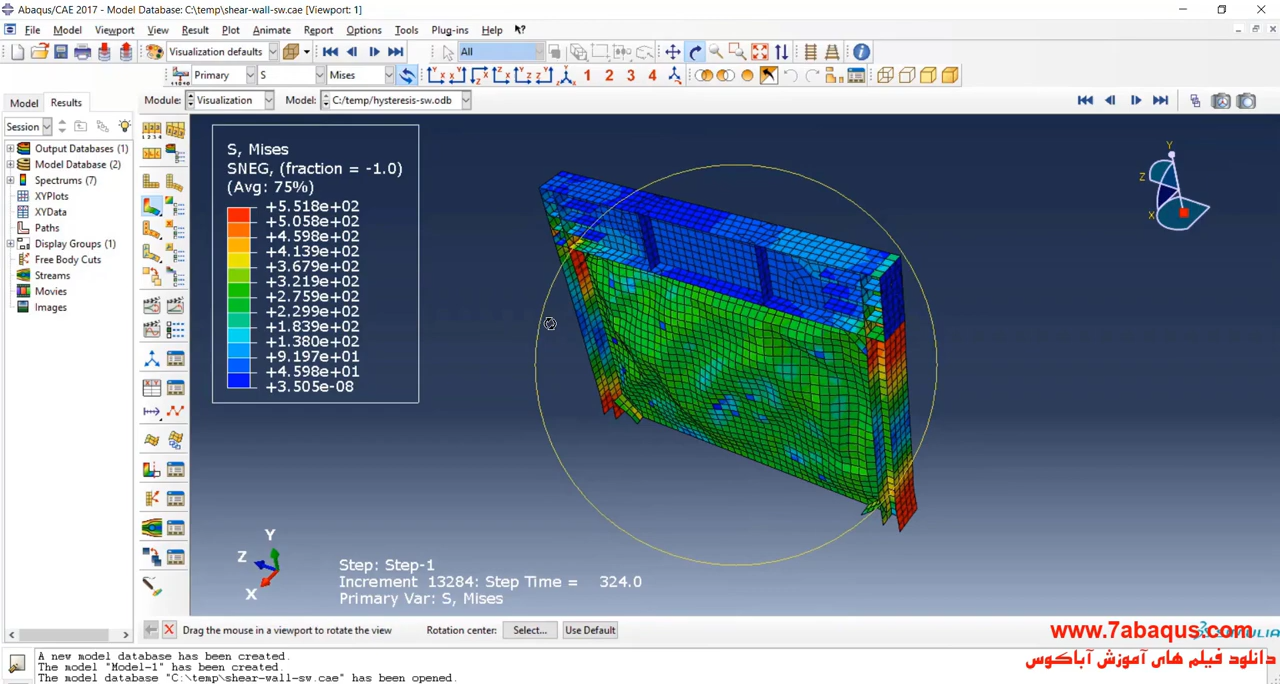 Abaqus/CAE 2017 - Model Database: C:\temp\shear-wall-sw.cae [Viewport: 1]
File Model Viewport View Result Plot Animate Report Options Tools Plug-ins Help
Visualization defaults All
Primary S Mises 1 2 3 4
Model Results Module: Visualization Model: C:/temp/hysteresis-sw.odb
Session
Output Databases (1)
Model Database (2)
Spectrums (7)
XYPlots
XYData
Paths
Display Groups (1)
Free Body Cuts
Streams
Movies
Images
S, Mises
SNEG, (fraction = -1.0)
(Avg: 75%)
+5.518e+02
+5.058e+02
+4.598e+02
+4.139e+02
+3.679e+02
+3.219e+02
+2.759e+02
+2.299e+02
+1.839e+02
+1.380e+02
+9.197e+01
+4.598e+01
+3.505e-08
Y
Z
X
Y
Z
X
Step: Step-1
Increment 13284: Step Time = 324.0
Primary Var: S, Mises
Drag the mouse in a viewport to rotate the view Rotation center: Select... Use Default
www.7abaqus.com
دانلود فیلم های آموزش آباکوس
A new model database has been created.
The model "Model-1" has been created.
The model database "C:\temp\shear-wall-sw.cae" has been opened.